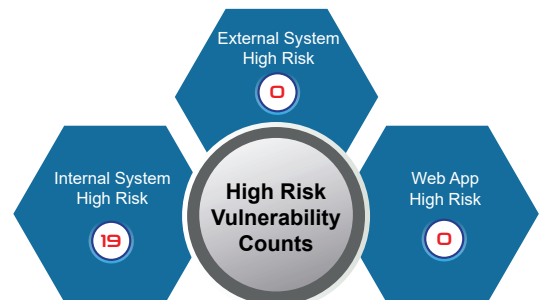 External System
High Risk
0
Internal System
High Risk
19
High Risk
Vulnerability
Counts
Web App
High Risk
0